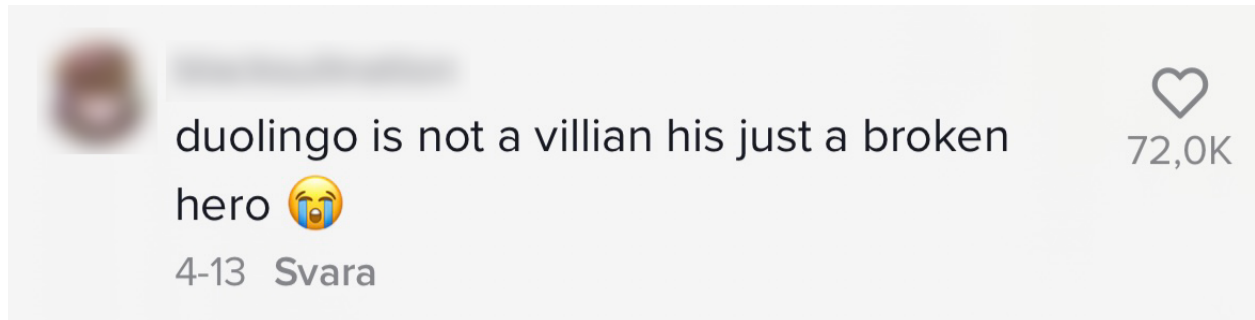 duolingo is not a villian his just a broken
hero 😭
72,0K
4-13 Svara